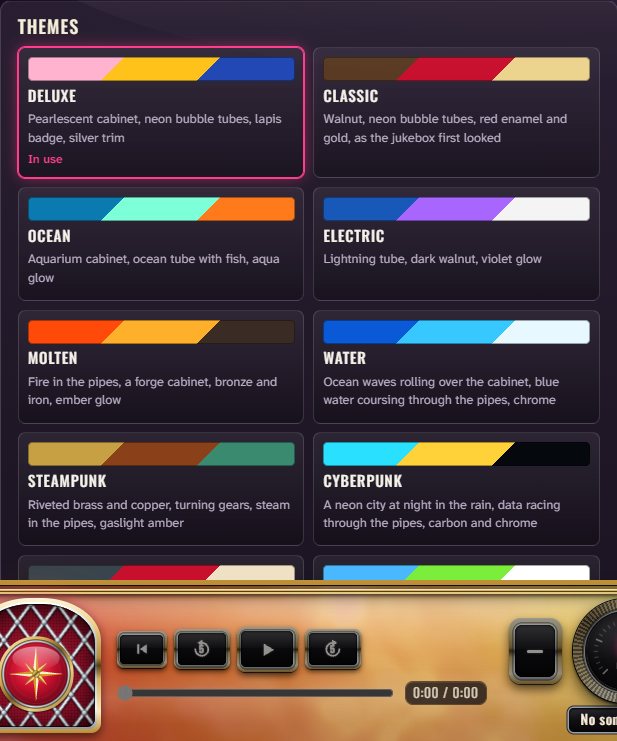 THEMES
DELUXE
Pearlescent cabinet, neon bubble tubes, lapis
badge, silver trim
In use
CLASSIC
Walnut, neon bubble tubes, red enamel and
gold, as the jukebox first looked
OCEAN
Aquarium cabinet, ocean tube with fish, aqua
glow
ELECTRIC
Lightning tube, dark walnut, violet glow
MOLTEN
Fire in the pipes, a forge cabinet, bronze and
iron, ember glow
WATER
Ocean waves rolling over the cabinet, blue
water coursing through the pipes, chrome
STEAMPUNK
Riveted brass and copper, turning gears, steam
in the pipes, gaslight amber
CYBERPUNK
A neon city at night in the rain, data racing
through the pipes, carbon and chrome
0:00 / 0:00
No son